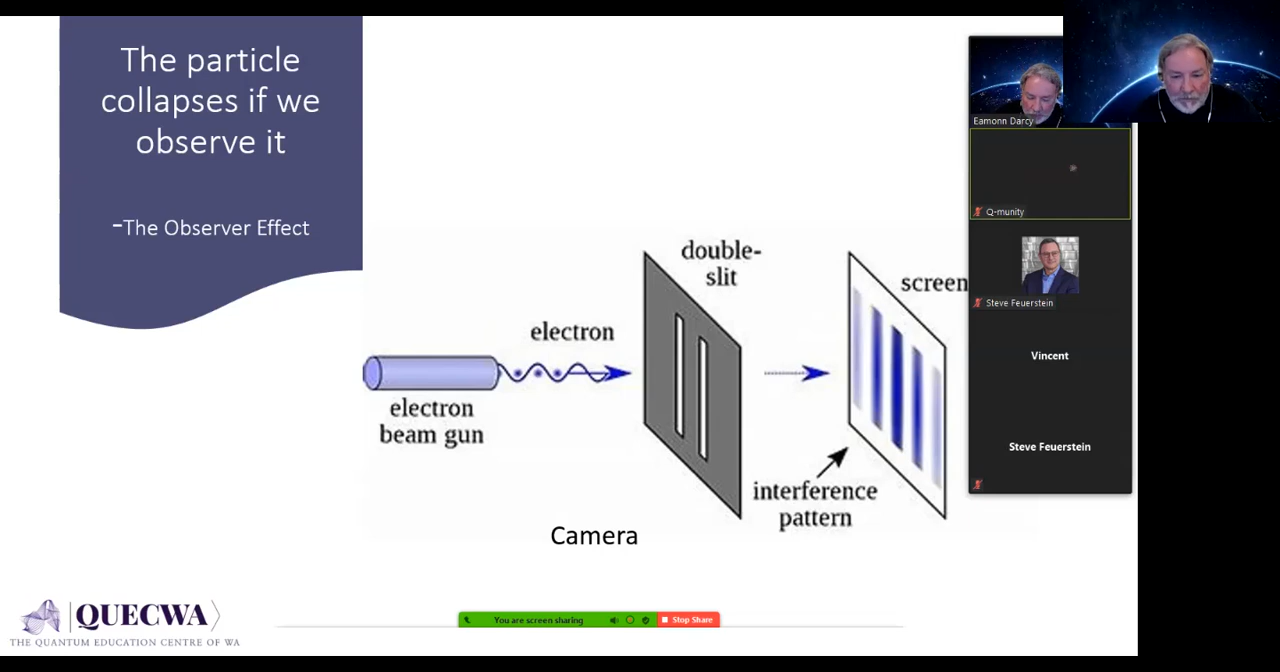 The particle
collapses if we
observe it
-The Observer Effect
double-
slit
screen
electron
electron
beam gun
interference
pattern
Camera
Eamonn Darcy
Q-munity
Steve Feuerstein
Vincent
Steve Feuerstein
|QUECWA⟩
THE QUANTUM EDUCATION CENTRE OF WA
You are screen sharing
Stop Share